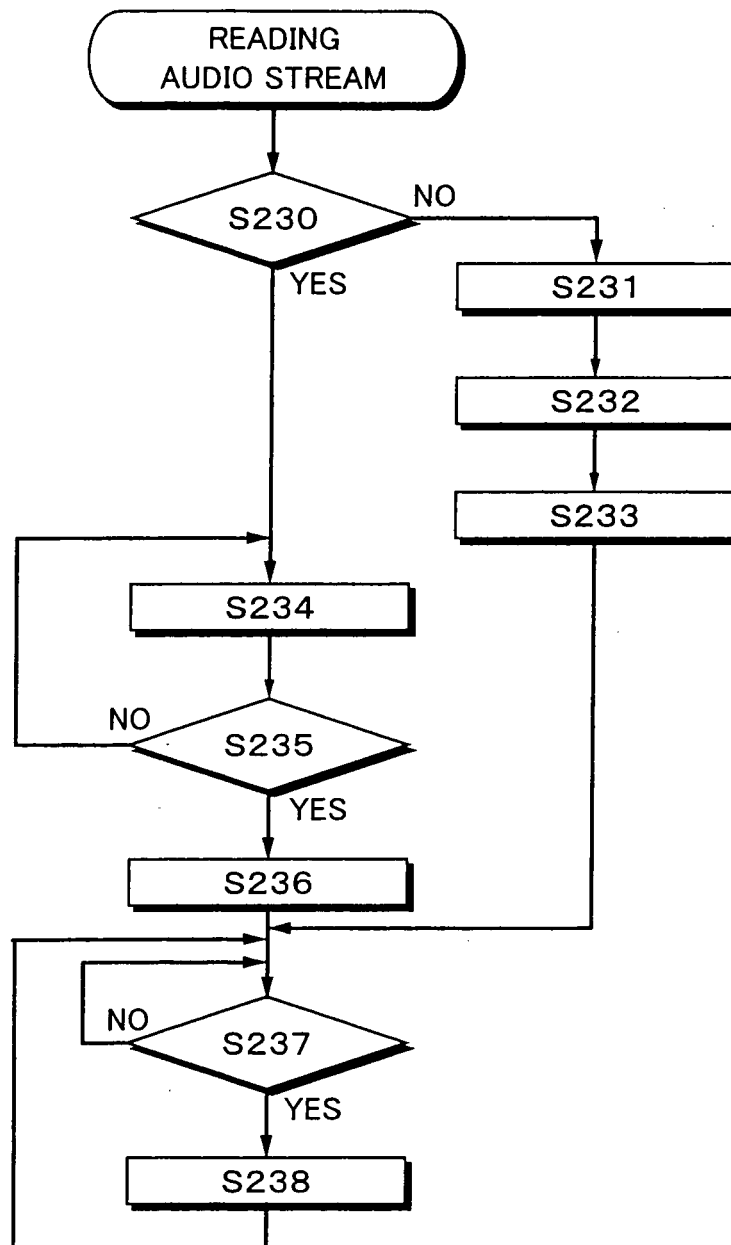 READING
AUDIO STREAM
S230
NO
YES
S231
S232
S233
S234
NO
S235
YES
S236
NO
S237
YES
S238